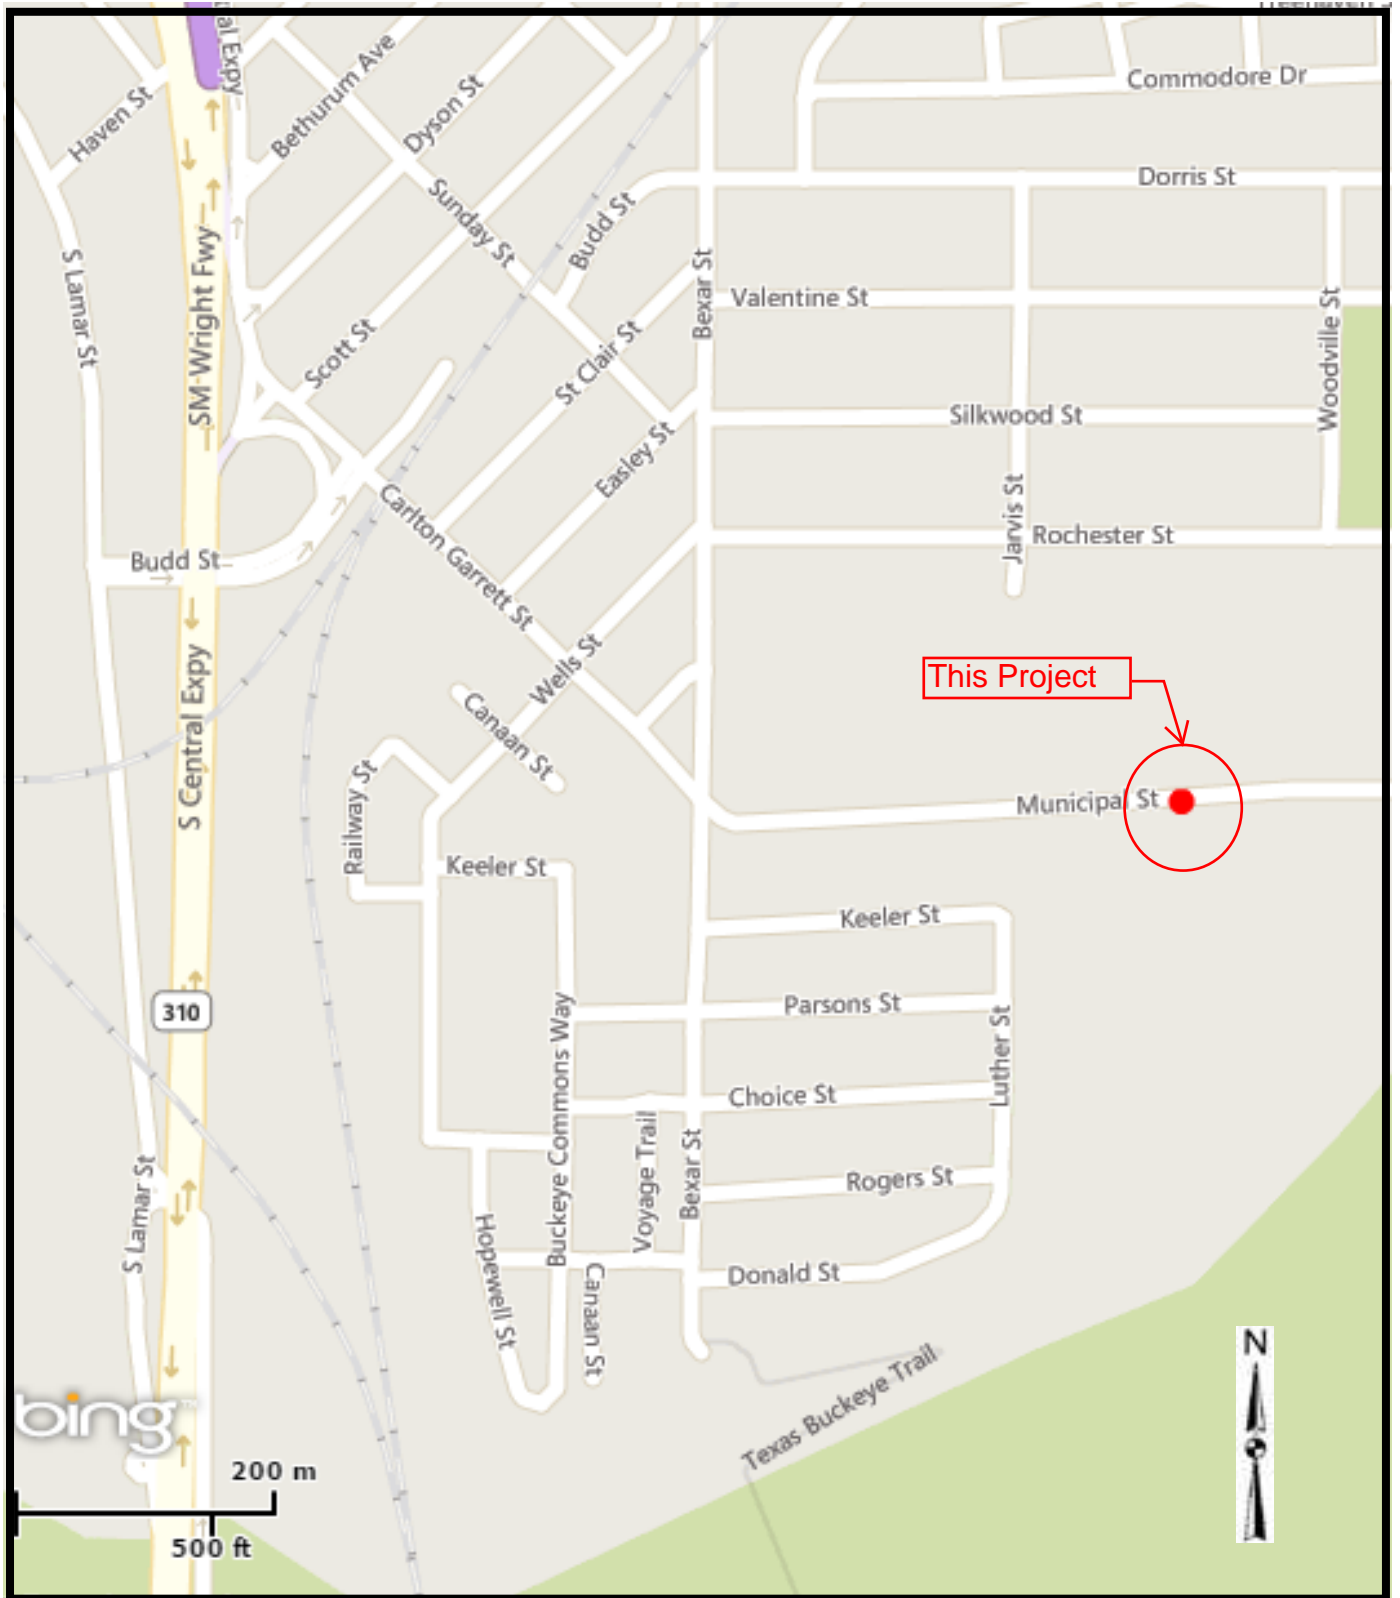 Commodore Dr
Haven St
Bethurum Ave
Dyson St
Sunday St
Budd St
Dorris St
S Lamar St
SM Wright Fwy
Bexar St
Valentine St
Woodville St
Scott St
St Clair St
Silkwood St
Easley St
Jarvis St
Rochester St
Carlton Garrett St
Budd St
Wells St
This Project
S Central Expy
Canaan St
Railway St
Municipal St
Keeler St
Keeler St
310
Parsons St
Buckeye Commons Way
Luther St
Choice St
Voyage Trail
Bexar St
Rogers St
S Lamar St
Hopewell St
Canaan St
Donald St
Texas Buckeye Trail
N
bing™
200 m
500 ft